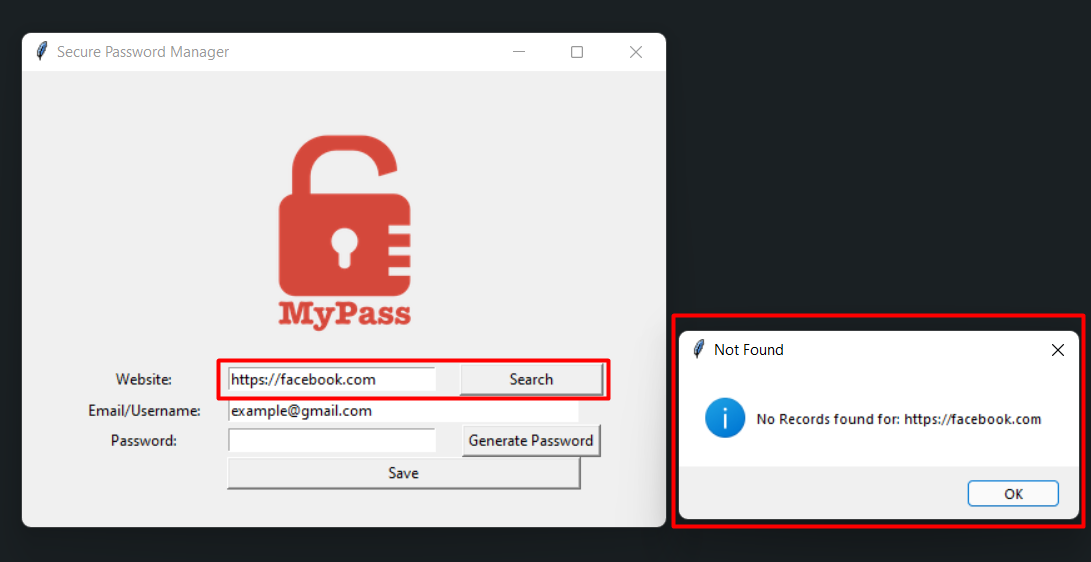 Secure Password Manager
MyPass
Website:
https://facebook.com
Search
Email/Username:
example@gmail.com
Password:
Generate Password
Save
Not Found
No Records found for: https://facebook.com
OK